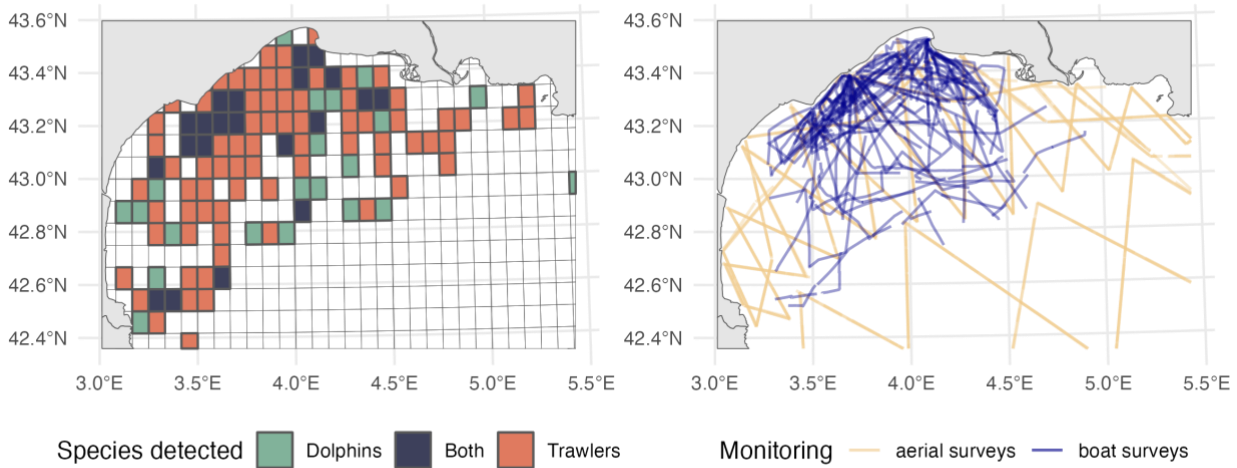 43.6°N
43.4°N
43.2°N
43.0°N
42.8°N
42.6°N
42.4°N
3.0°E 3.5°E 4.0°E 4.5°E 5.0°E 5.5°E
Species detected Dolphins Both Trawlers
43.6°N
43.4°N
43.2°N
43.0°N
42.8°N
42.6°N
42.4°N
3.0°E 3.5°E 4.0°E 4.5°E 5.0°E 5.5°E
Monitoring aerial surveys boat surveys